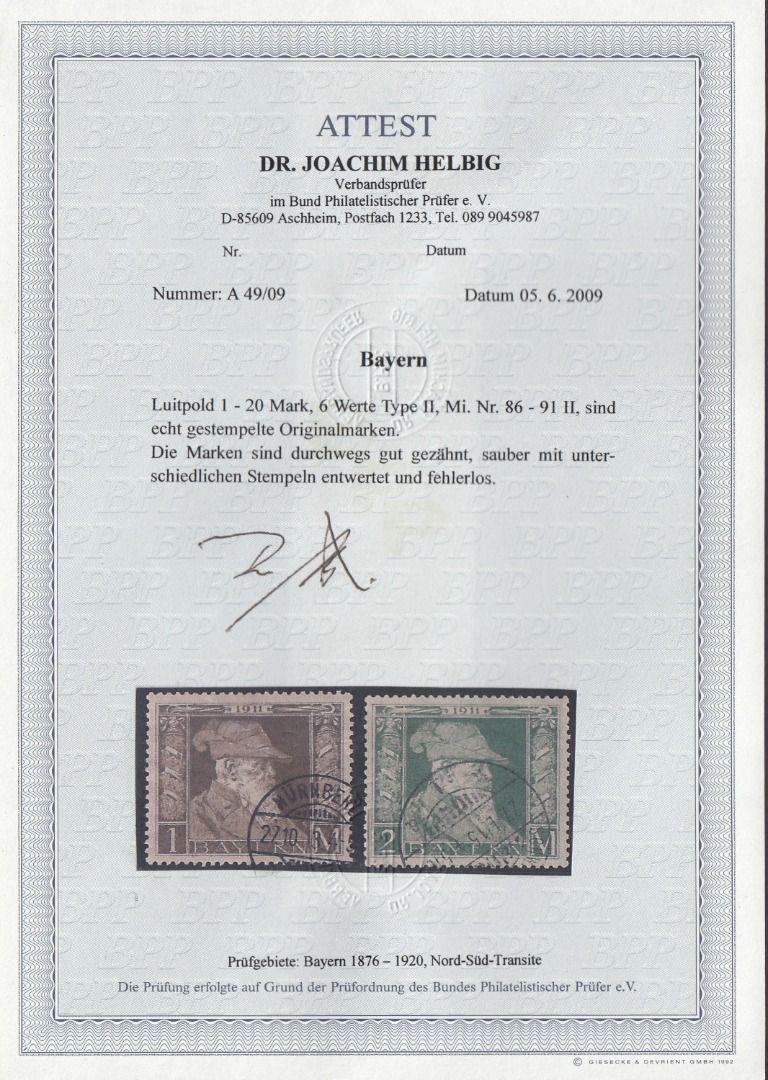 ATTEST
DR. JOACHIM HELBIG
Verbandsprüfer
im Bund Philatelistischer Prüfer e. V.
D-85609 Aschheim, Postfach 1233, Tel. 089 9045987
Nr. Datum
Nummer: A 49/09 Datum 05. 6. 2009
Bayern
Luitpold 1 - 20 Mark, 6 Werte Type II, Mi. Nr. 86 - 91 II, sind
echt gestempelte Originalmarken.
Die Marken sind durchwegs gut gezähnt, sauber mit unter-
schiedlichen Stempeln entwertet und fehlerlos.
1911 1911
NÜRNBERG
27.10
1 BAYERN M 2 BAYERN M
Prüfgebiete: Bayern 1876 – 1920, Nord-Süd-Transite
Die Prüfung erfolgte auf Grund der Prüfordnung des Bundes Philatelistischer Prüfer e.V.
© GIESECKE & DEVRIENT GMBH 1992